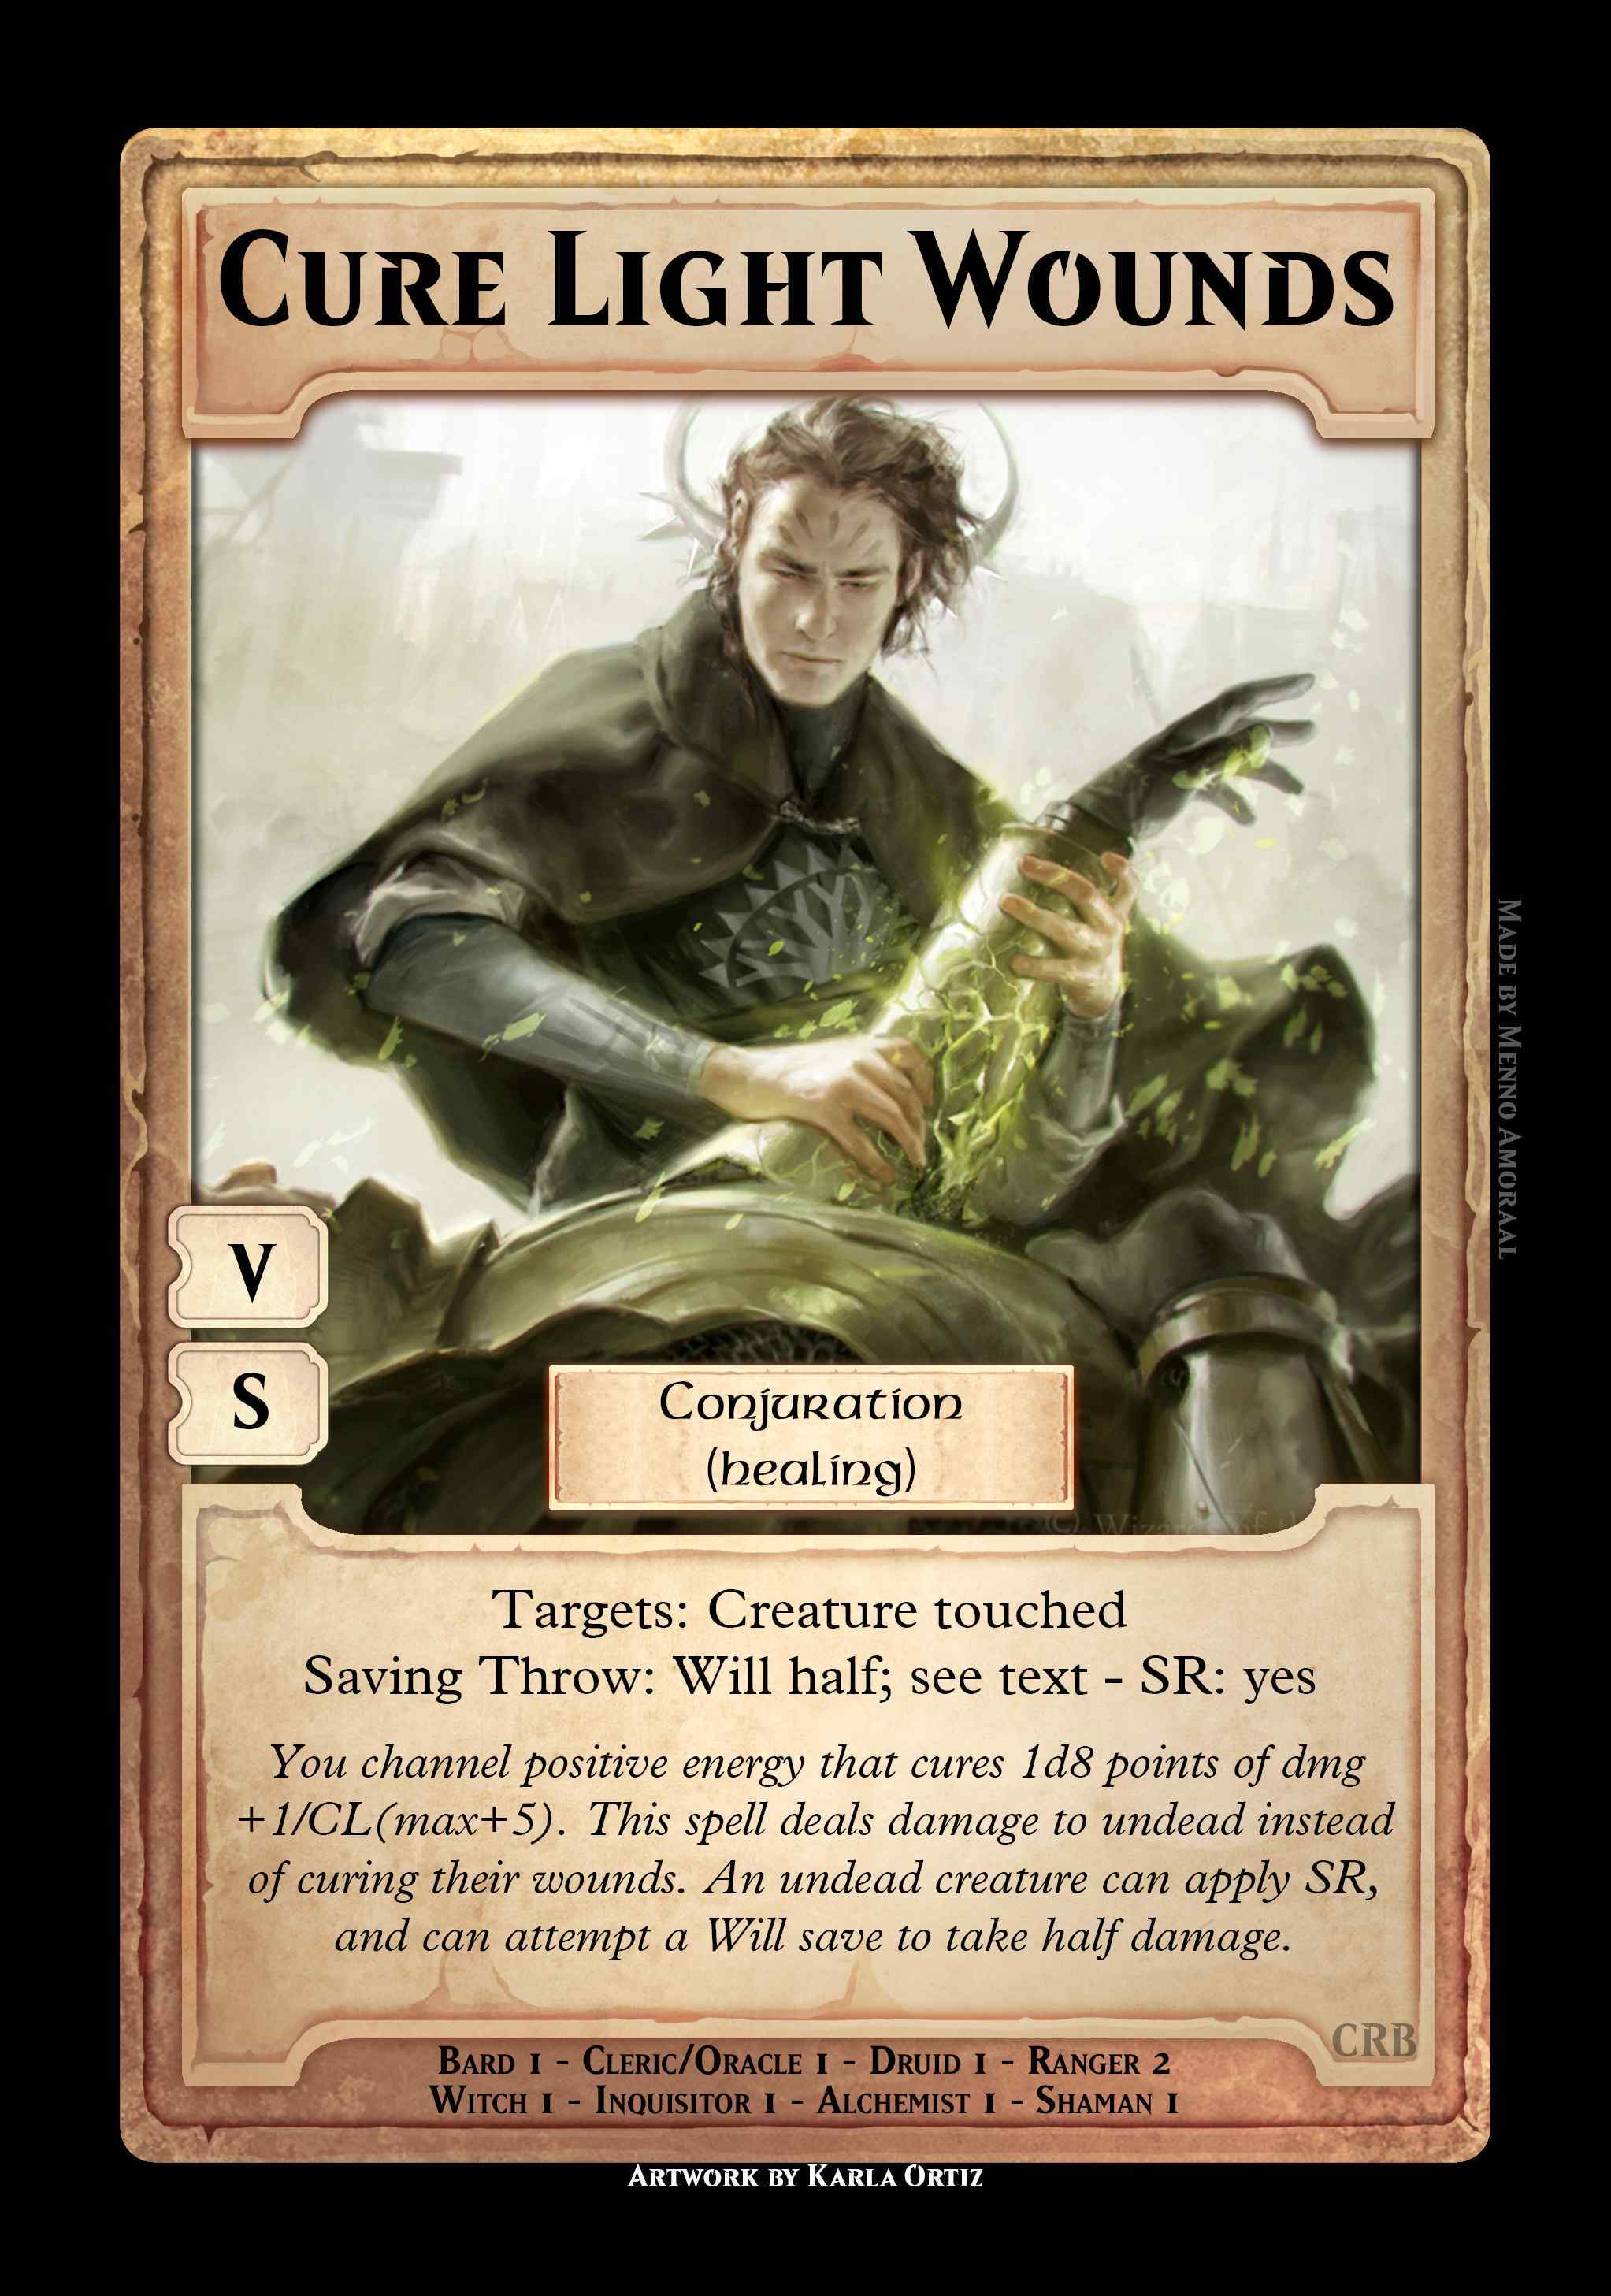 Cure Light Wounds
V
S
Conjuration
(healing)
© Wizards of the
Targets: Creature touched
Saving Throw: Will half; see text - SR: yes
You channel positive energy that cures 1d8 points of dmg
+1/CL(max+5). This spell deals damage to undead instead
of curing their wounds. An undead creature can apply SR,
and can attempt a Will save to take half damage.
CRB
Bard 1 - Cleric/Oracle 1 - Druid 1 - Ranger 2
Witch 1 - Inquisitor 1 - Alchemist 1 - Shaman 1
Artwork by Karla Ortiz
Made by Menno Amoraal